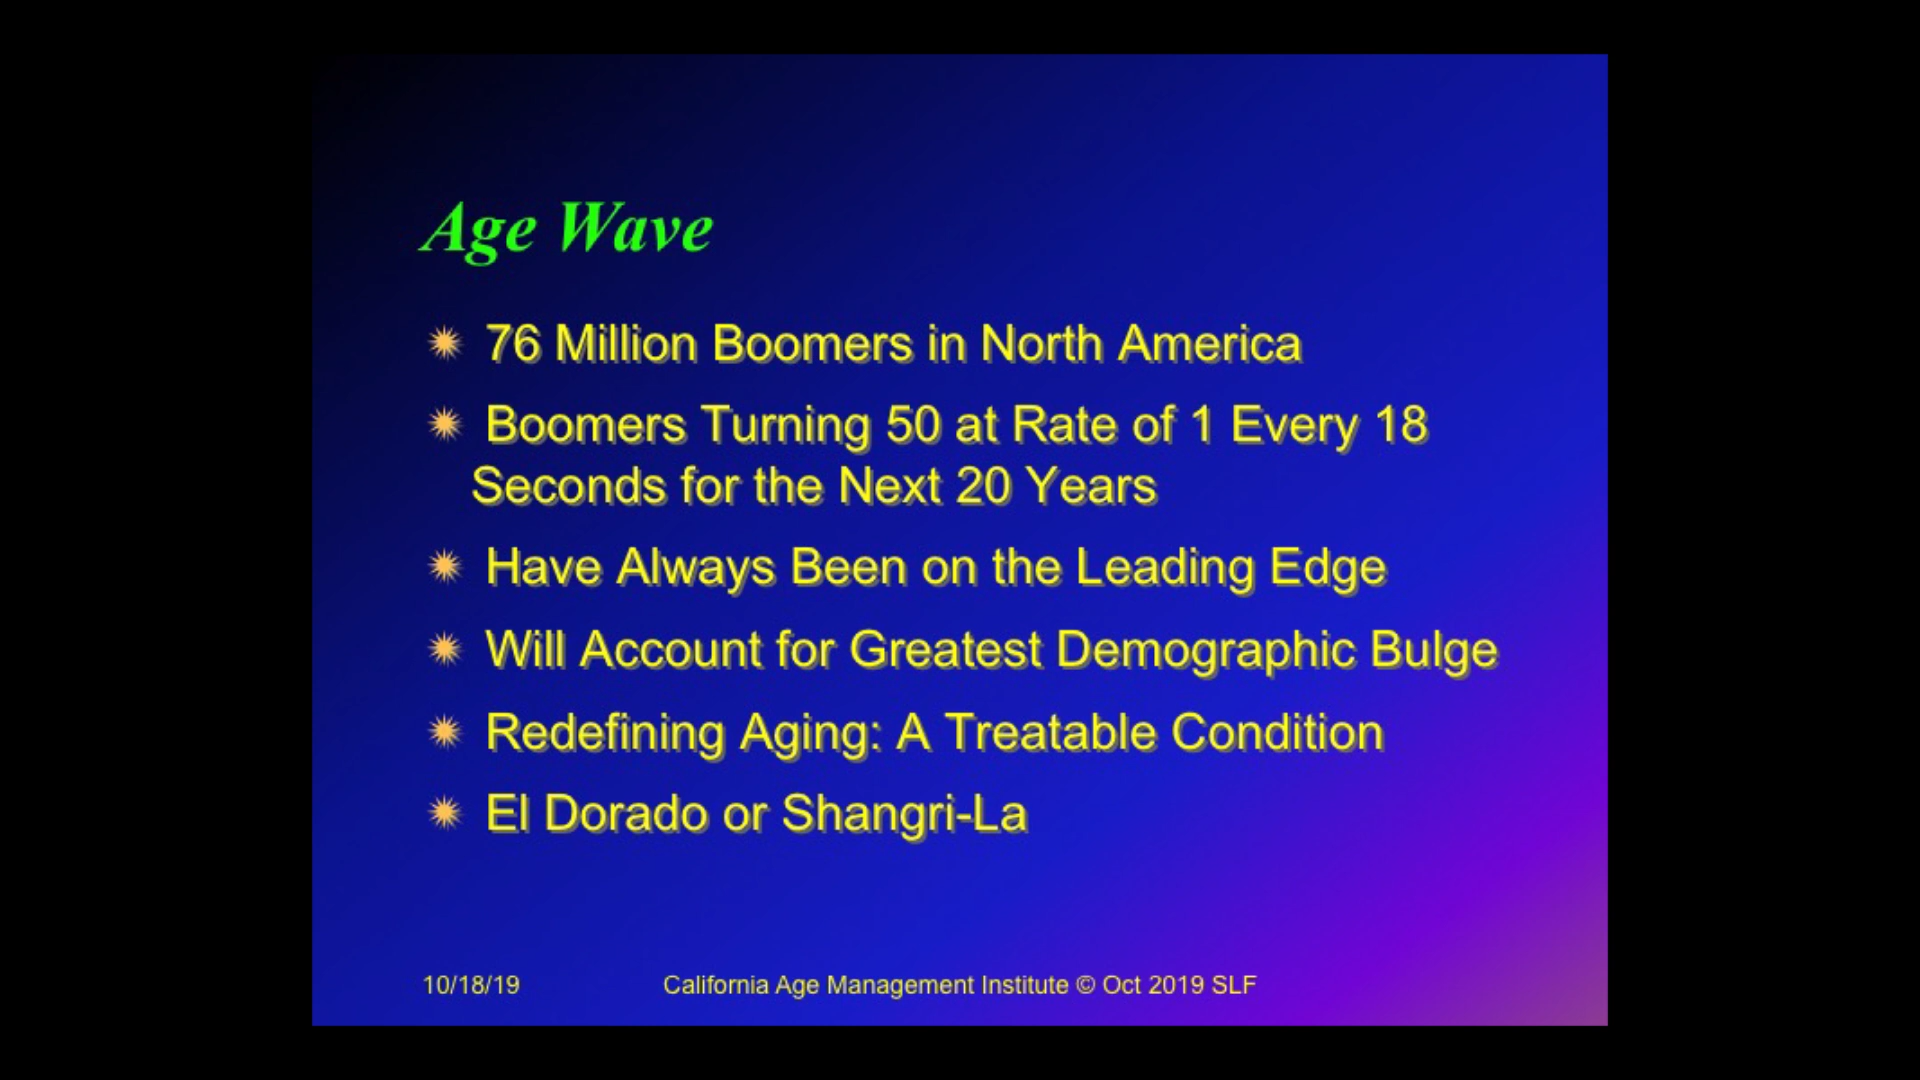 Age Wave
76 Million Boomers in North America
Boomers Turning 50 at Rate of 1 Every 18
Seconds for the Next 20 Years
Have Always Been on the Leading Edge
Will Account for Greatest Demographic Bulge
Redefining Aging: A Treatable Condition
El Dorado or Shangri-La
10/18/19 California Age Management Institute © Oct 2019 SLF